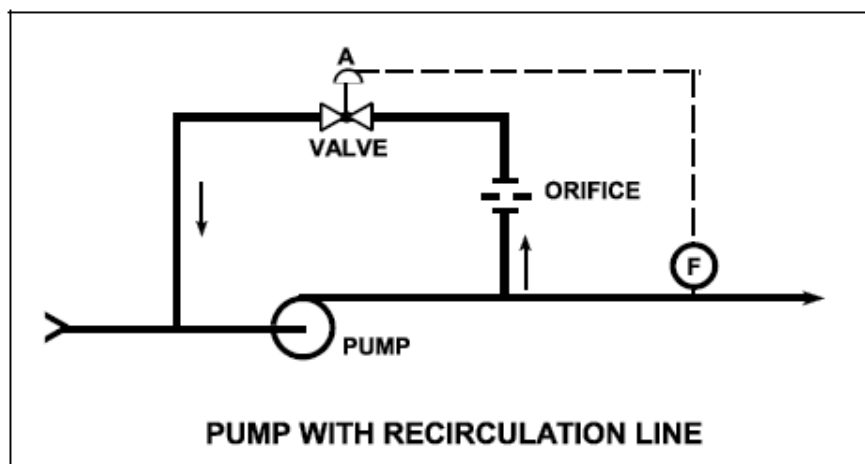 A
VALVE
ORIFICE
F
PUMP
PUMP WITH RECIRCULATION LINE